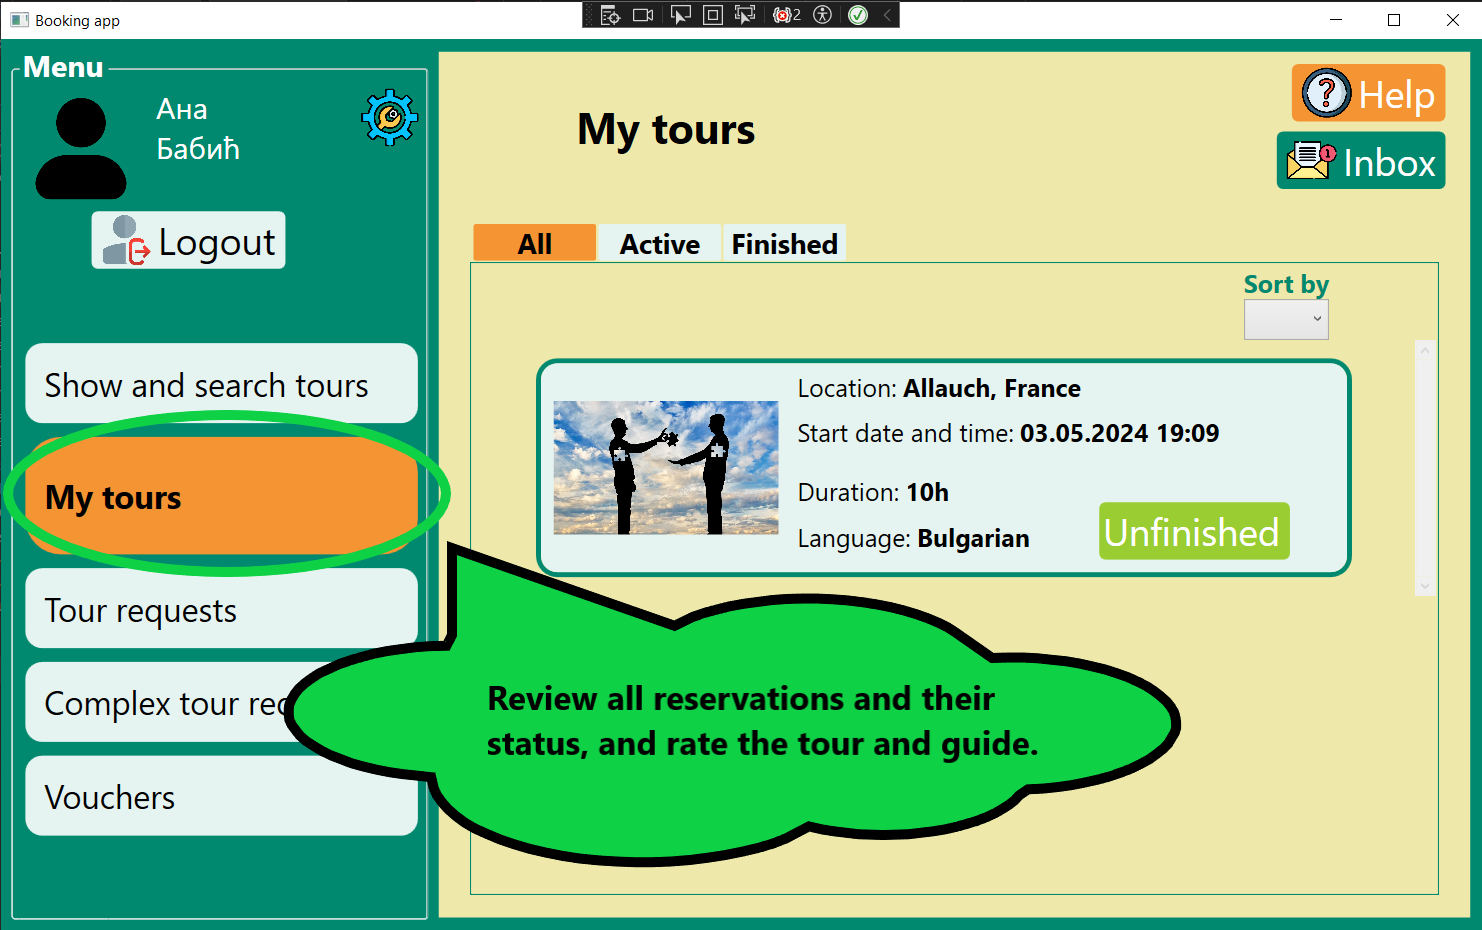 Booking app
2
Menu
Ана
Бабић
Logout
Show and search tours
My tours
Tour requests
Complex tour
Vouchers
My tours
Help
1
Inbox
All
Active
Finished
Sort by
Location: Allauch, France
Start date and time: 03.05.2024 19:09
Duration: 10h
Language: Bulgarian
Unfinished
Review all reservations and their
status, and rate the tour and guide.